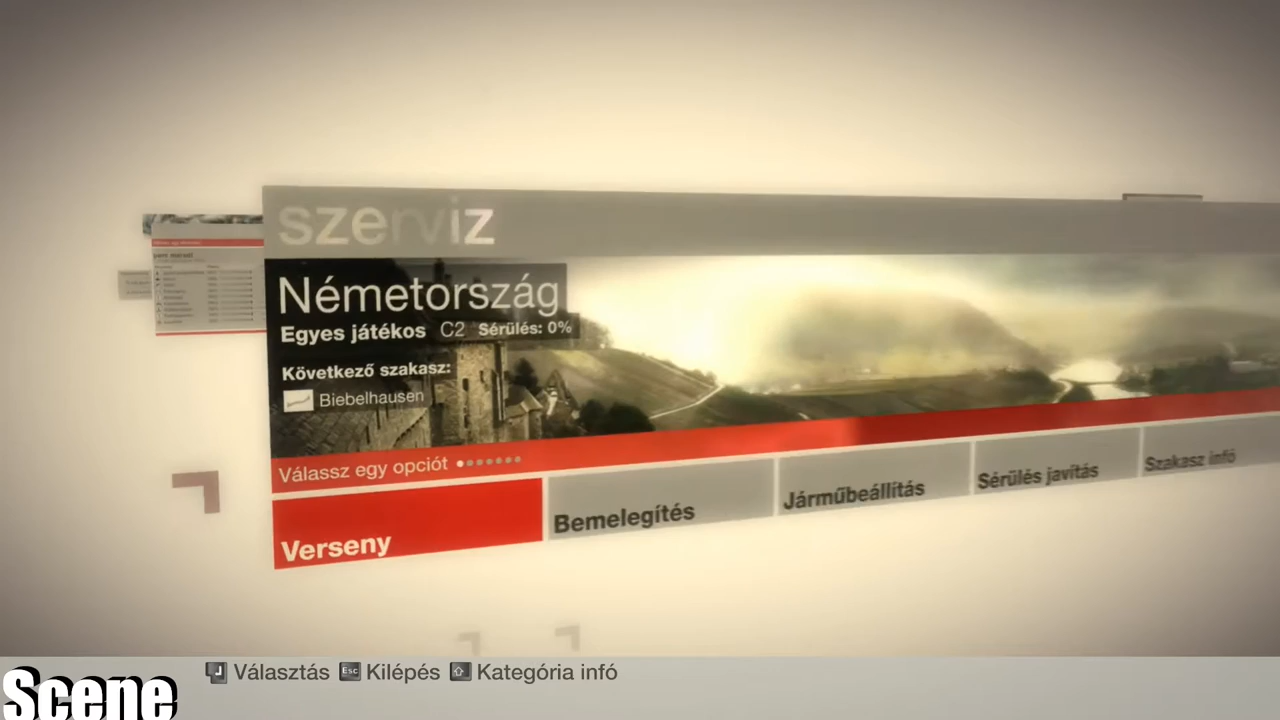 szerviz
Németország
Egyes játékos C2 Sérülés: 0%
Következő szakasz:
Biebelhausen
Válassz egy opciót
Verseny
Bemelegítés
Járműbeállítás
Sérülés javítás
Szakasz infó
Választás Esc Kilépés Kategória infó
Scene